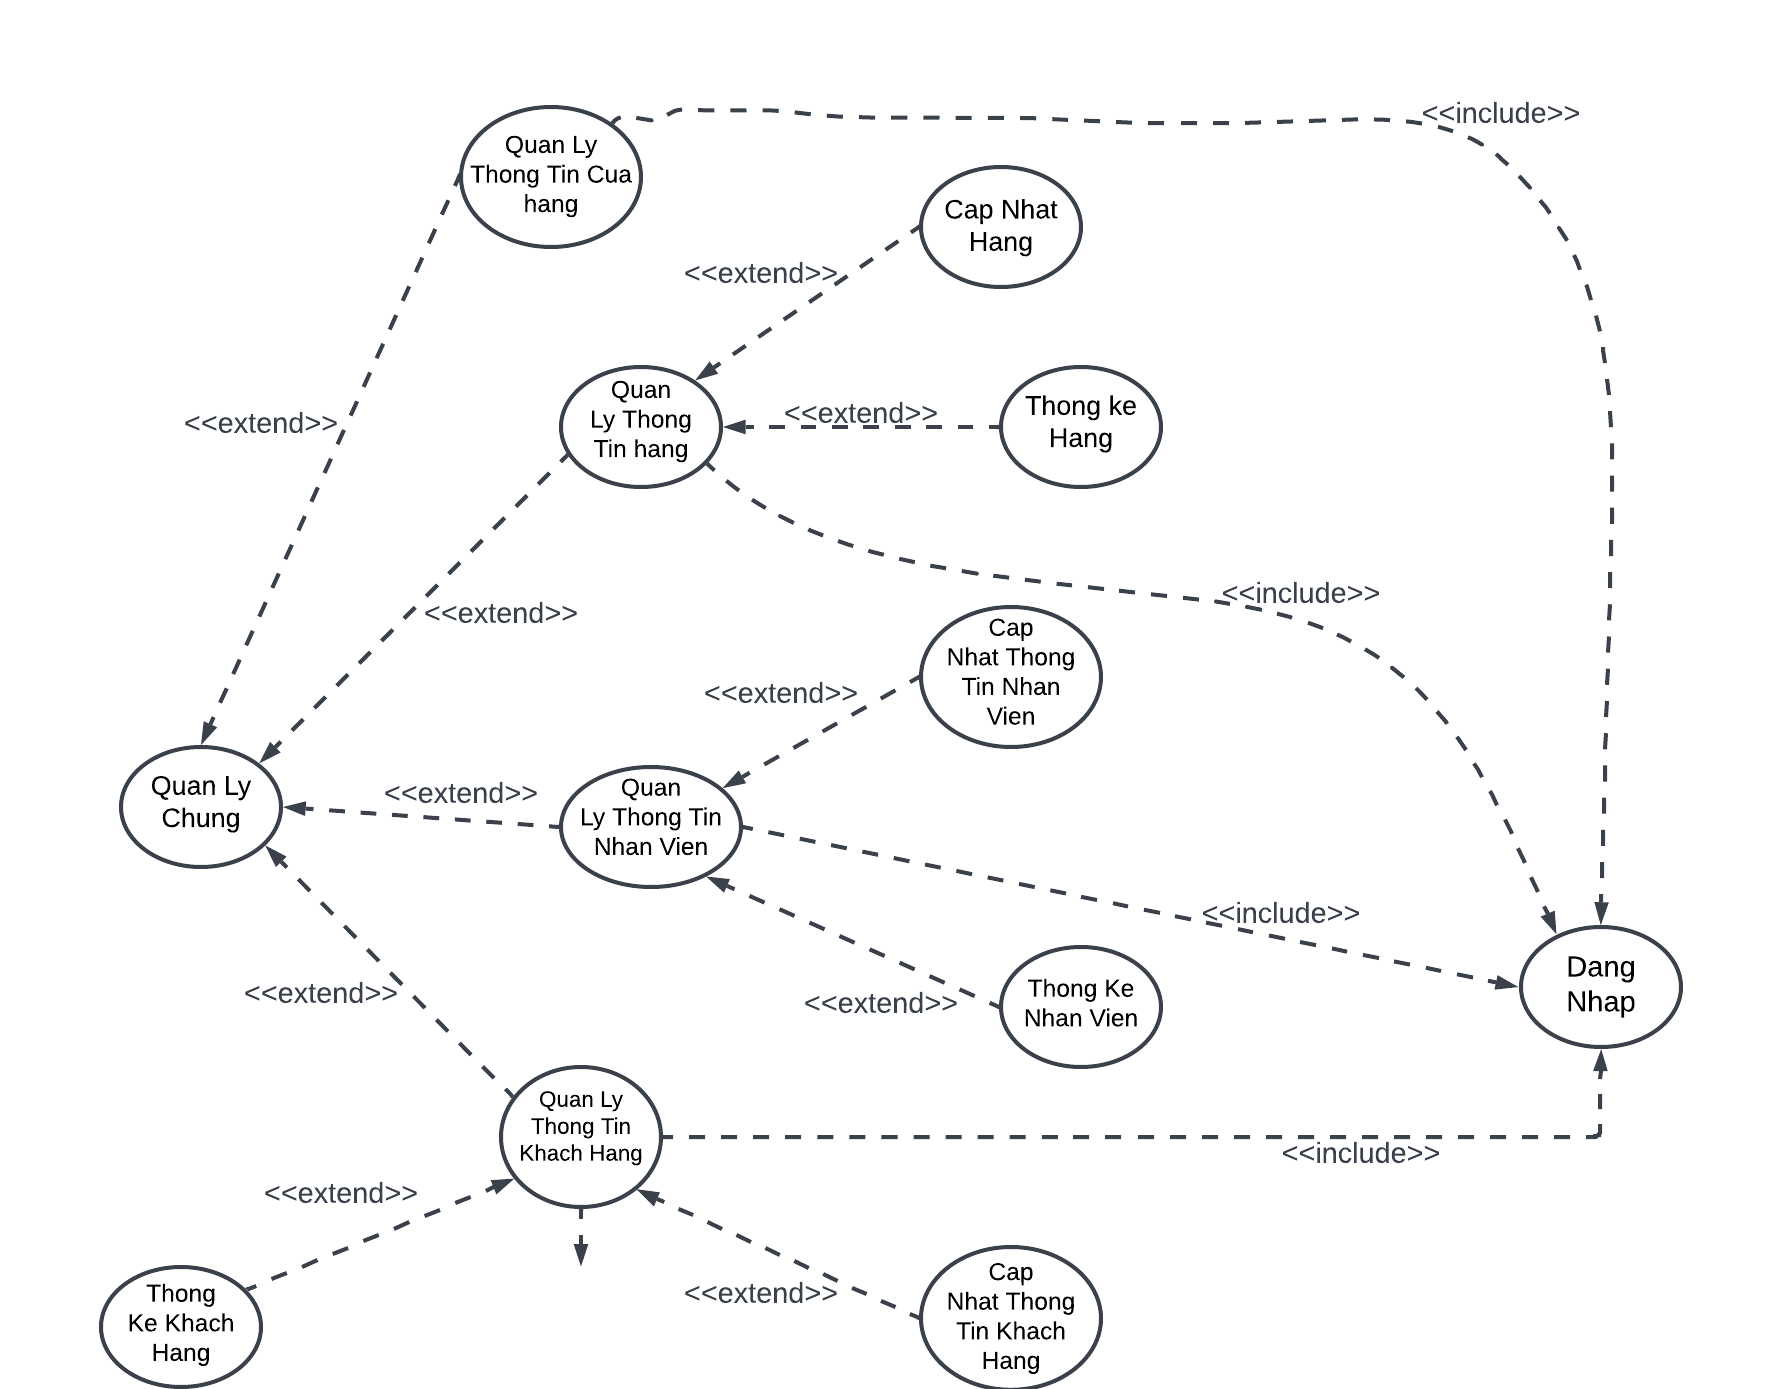 <<include>>
Quan Ly
Thong Tin Cua
hang
Cap Nhat
Hang
<<extend>>
Quan
Ly Thong
Tin hang
<<extend>>
Thong ke
Hang
<<extend>>
<<extend>>
<<include>>
Cap
Nhat Thong
Tin Nhan
Vien
<<extend>>
Quan Ly
Chung
<<extend>>
Quan
Ly Thong Tin
Nhan Vien
<<include>>
Dang
Nhap
<<extend>>
<<extend>>
Thong Ke
Nhan Vien
Quan Ly
Thong Tin
Khach Hang
<<include>>
<<extend>>
Thong
Ke Khach
Hang
<<extend>>
Cap
Nhat Thong
Tin Khach
Hang